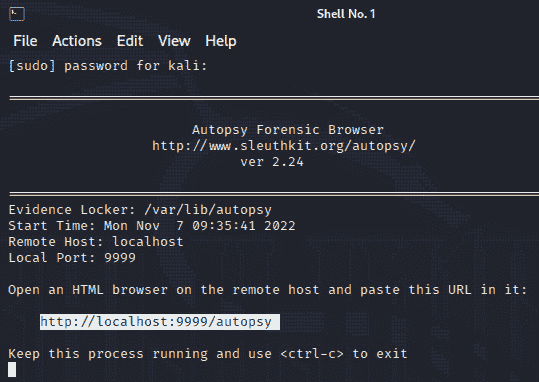 Shell No. 1
File Actions Edit View Help
[sudo] password for kali:
Autopsy Forensic Browser
http://www.sleuthkit.org/autopsy/
ver 2.24
Evidence Locker: /var/lib/autopsy
Start Time: Mon Nov  7 09:35:41 2022
Remote Host: localhost
Local Port: 9999
Open an HTML browser on the remote host and paste this URL in it:
http://localhost:9999/autopsy
Keep this process running and use <ctrl-c> to exit